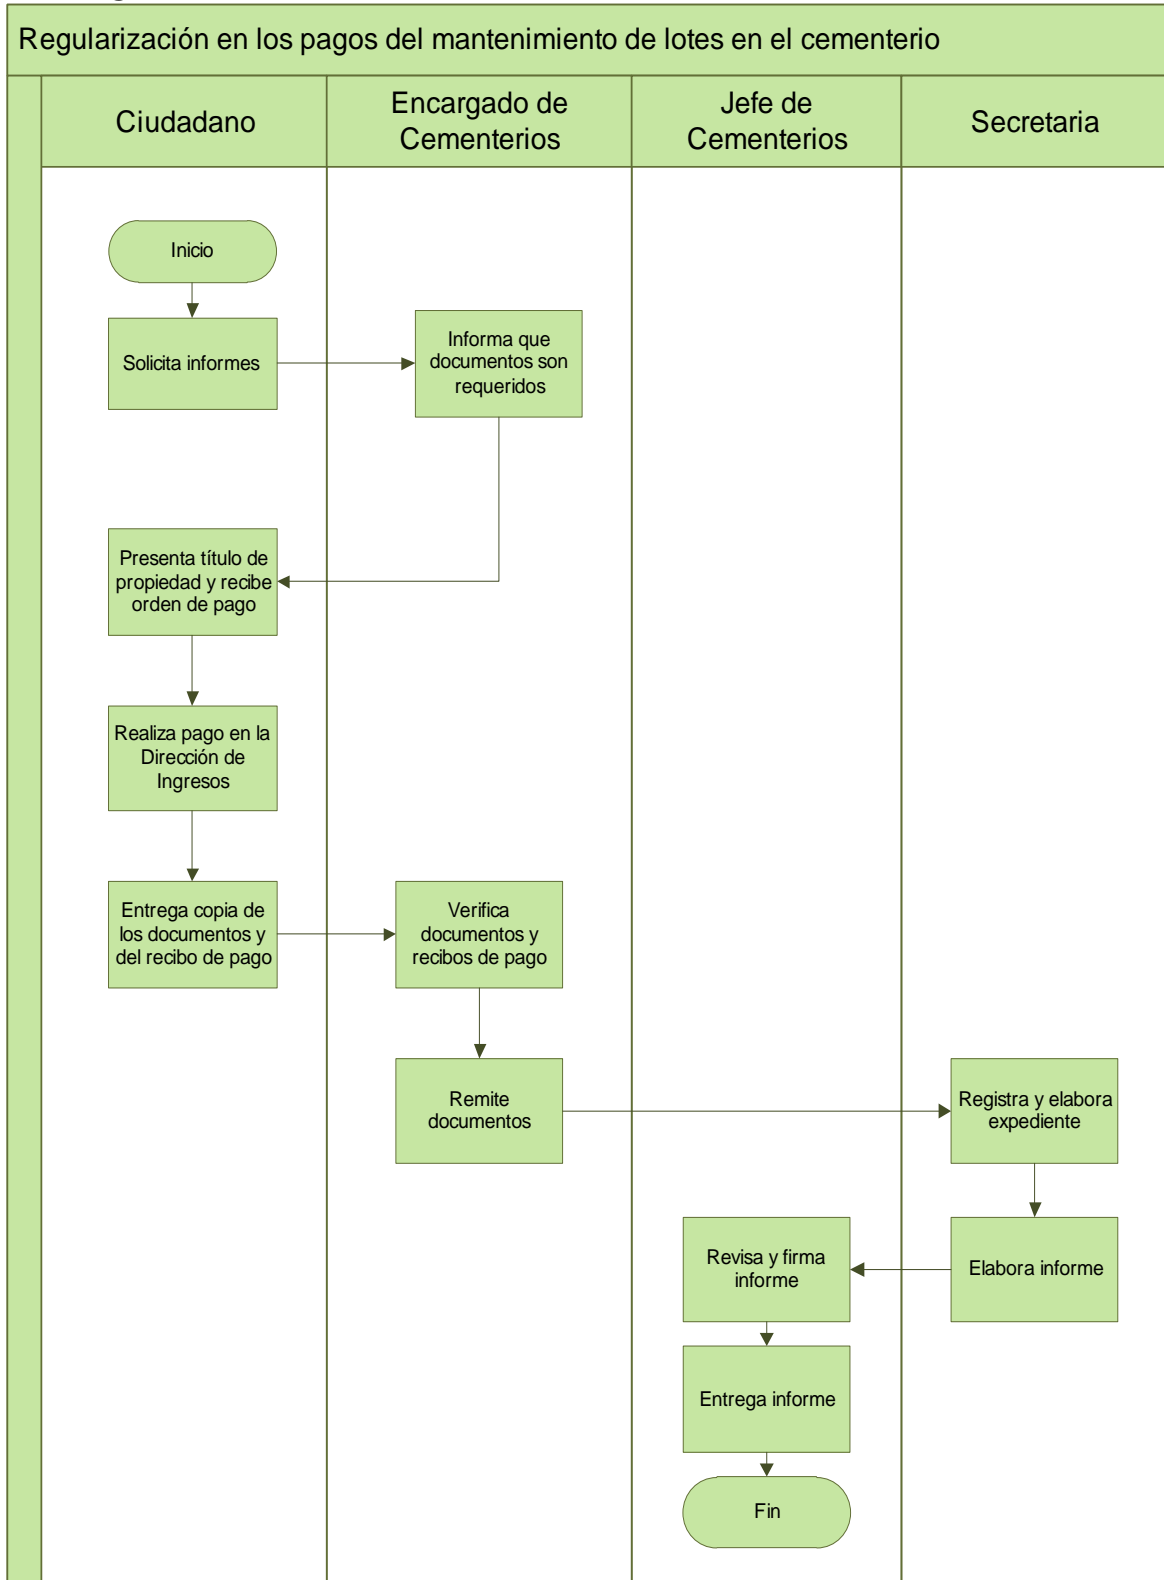 Regularización en los pagos del mantenimiento de lotes en el cementerio
Ciudadano
Encargado de
Cementerios
Jefe de
Cementerios
Secretaria
Inicio
Solicita informes
Informa que
documentos son
requeridos
Presenta título de
propiedad y recibe
orden de pago
Realiza pago en la
Dirección de
Ingresos
Entrega copia de
los documentos y
del recibo de pago
Verifica
documentos y
recibos de pago
Remite
documentos
Registra y elabora
expediente
Elabora informe
Revisa y firma
informe
Entrega informe
Fin